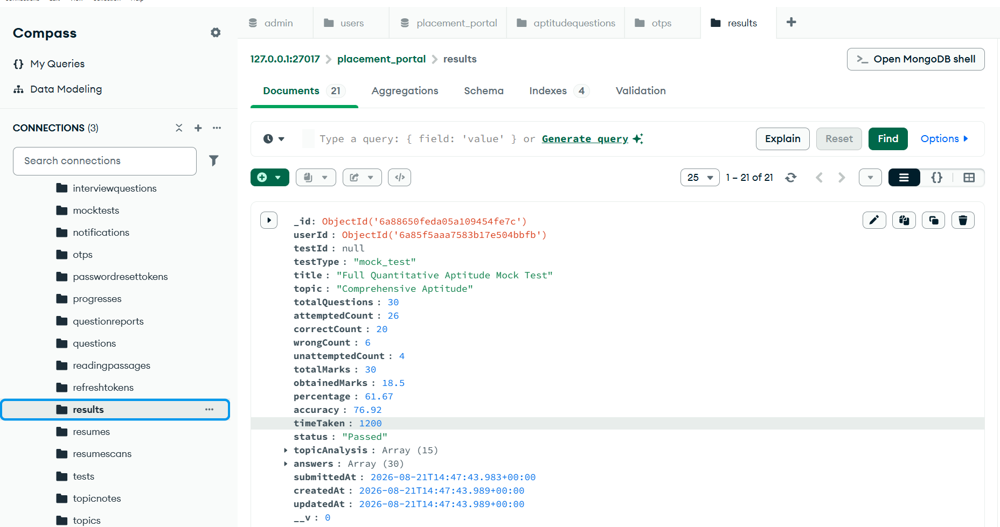 Compass
My Queries
Data Modeling
CONNECTIONS (3)
Search connections
interviewquestions
mocktests
notifications
otps
passwordresettokens
progresses
questionreports
questions
readingpassages
refreshtokens
results
resumes
resumescans
tests
topicnotes
topics
admin
users
placement_portal
aptitudequestions
otps
results
127.0.0.1:27017
placement_portal
results
>_ Open MongoDB shell
Documents 21
Aggregations
Schema
Indexes 4
Validation
Type a query: { field: 'value' } or Generate query
Explain
Reset
Find
Options
25
1 – 21 of 21
_id: ObjectId('6a88650feda05a109454fe7c')
userId : ObjectId('6a85f5aaa7583b17e504bbfb')
testId : null
testType : "mock_test"
title : "Full Quantitative Aptitude Mock Test"
topic : "Comprehensive Aptitude"
totalQuestions : 30
attemptedCount : 26
correctCount : 20
wrongCount : 6
unattemptedCount : 4
totalMarks : 30
obtainedMarks : 18.5
percentage : 61.67
accuracy : 76.92
timeTaken : 1200
status : "Passed"
topicAnalysis : Array (15)
answers : Array (30)
submittedAt : 2026-08-21T14:47:43.983+00:00
createdAt : 2026-08-21T14:47:43.989+00:00
updatedAt : 2026-08-21T14:47:43.989+00:00
__v : 0